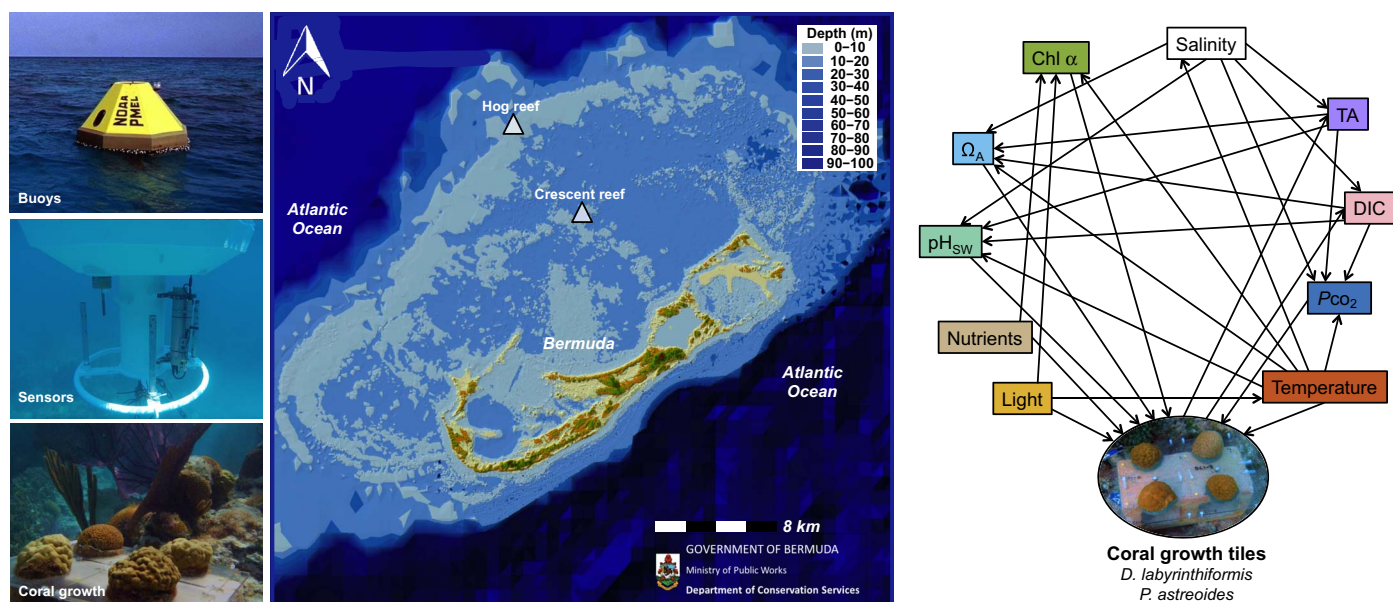 NOAA
PMEL
Buoys
Sensors
Coral growth
N
Hog reef
Crescent reef
Atlantic
Ocean
Bermuda
Atlantic
Ocean
Depth (m)
0–10
10–20
20–30
30–40
40–50
50–60
60–70
70–80
80–90
90–100
8 km
GOVERNMENT OF BERMUDA
Ministry of Public Works
Department of Conservation Services
Chl α
Salinity
TA
Ω_A
DIC
pH_SW
Pco₂
Nutrients
Light
Temperature
Coral growth tiles
D. labyrinthiformis
P. astreoides